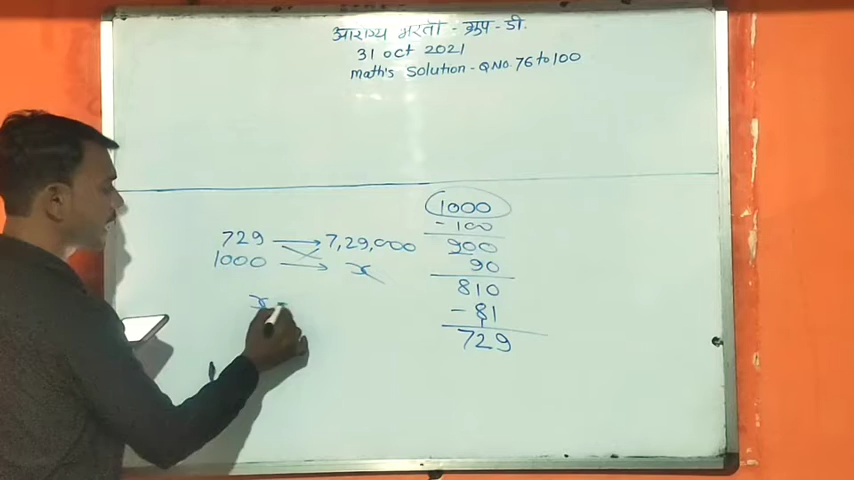 आरोग्य भरती - ग्रुप - डी.
31 oct 2021
math's Solution - QNo. 76 to 100
729 → 7,29,000
1000 → x
x =
1000
- 100
900
90
810
- 81
729